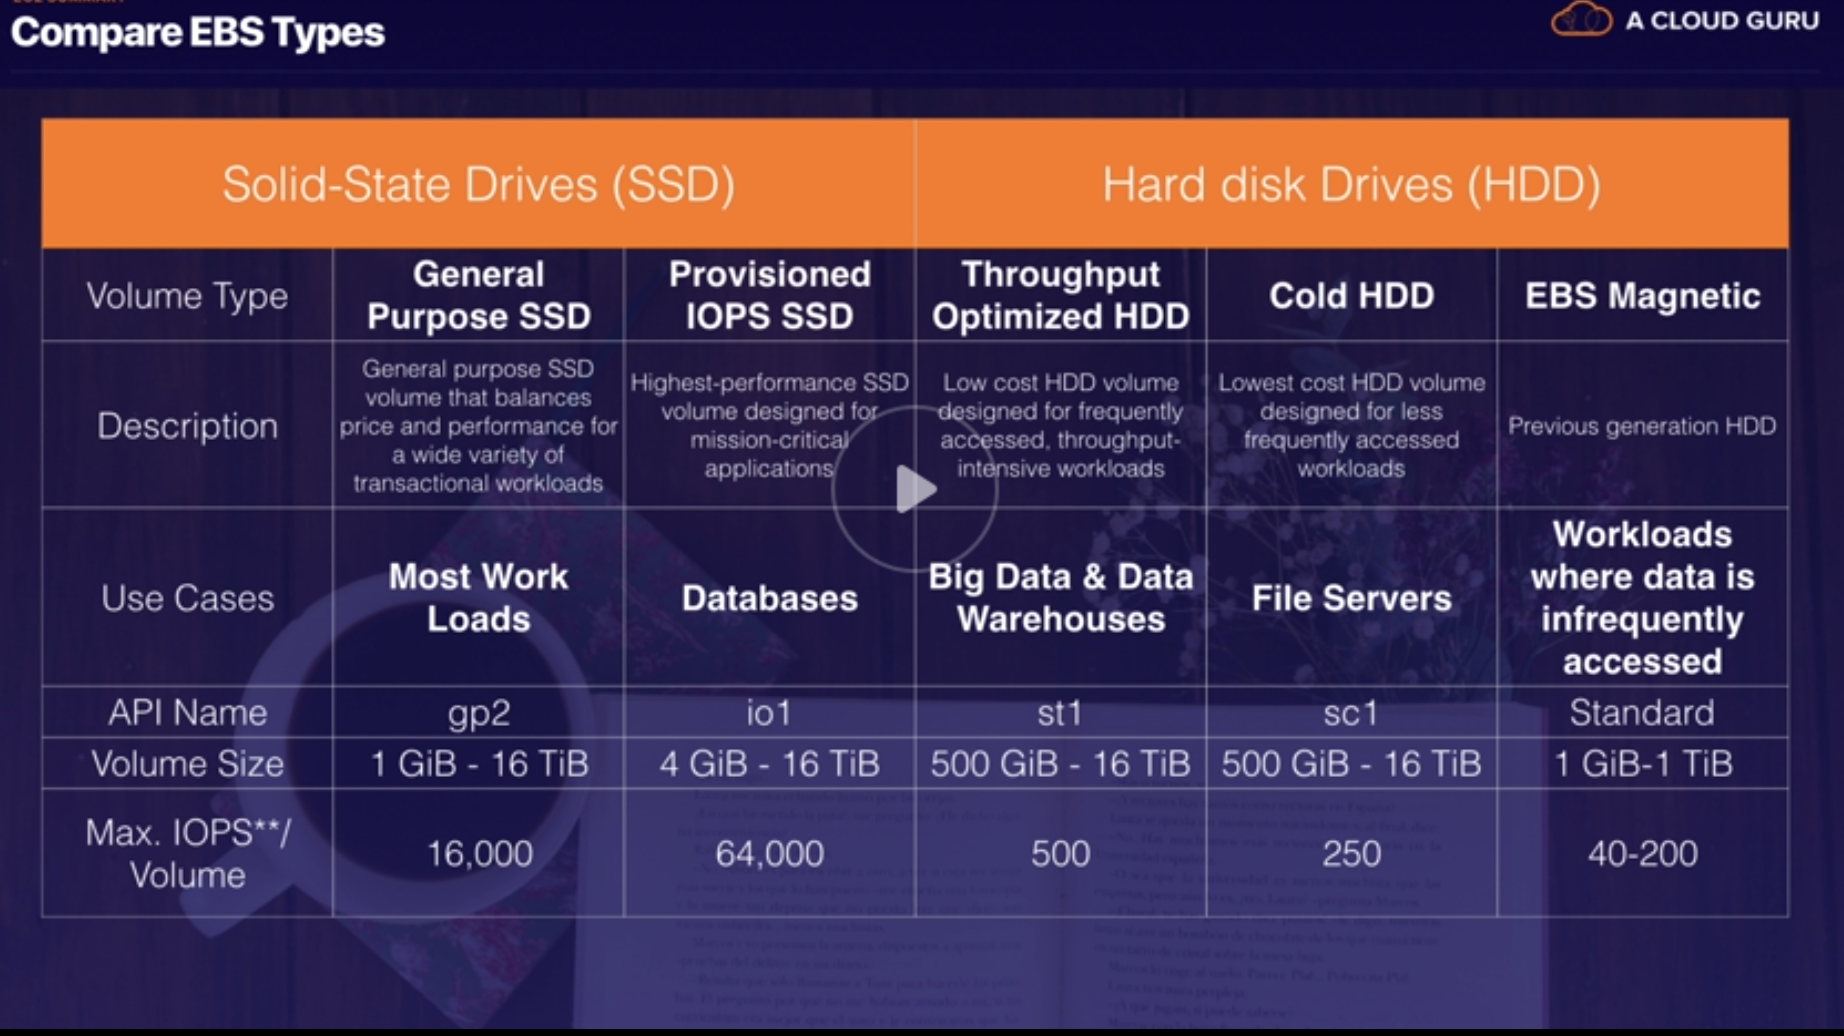 Compare EBS Types
A CLOUD GURU
Solid-State Drives (SSD)
Hard disk Drives (HDD)
Volume Type
General
Purpose SSD
Provisioned
IOPS SSD
Throughput
Optimized HDD
Cold HDD
EBS Magnetic
Description
General purpose SSD
volume that balances
price and performance for
a wide variety of
transactional workloads
Highest-performance SSD
volume designed for
mission-critical
applications
Low cost HDD volume
designed for frequently
accessed, throughput-
intensive workloads
Lowest cost HDD volume
designed for less
frequently accessed
workloads
Previous generation HDD
Use Cases
Most Work
Loads
Databases
Big Data & Data
Warehouses
File Servers
Workloads
where data is
infrequently
accessed
API Name
gp2
io1
st1
sc1
Standard
Volume Size
1 GiB - 16 TiB
4 GiB - 16 TiB
500 GiB - 16 TiB
500 GiB - 16 TiB
1 GiB-1 TiB
Max. IOPS**/
Volume
16,000
64,000
500
250
40-200